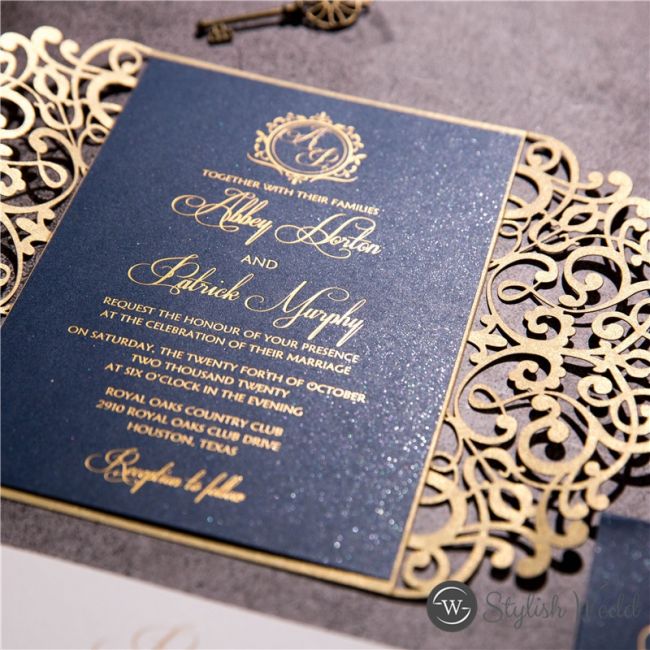 AP
TOGETHER WITH THEIR FAMILIES
Abbey Horton
AND
Patrick Murphy
REQUEST THE HONOUR OF YOUR PRESENCE
AT THE CELEBRATION OF THEIR MARRIAGE
ON SATURDAY, THE TWENTY FORTH OF OCTOBER
TWO THOUSAND TWENTY
AT SIX O'CLOCK IN THE EVENING
ROYAL OAKS COUNTRY CLUB
2910 ROYAL OAKS CLUB DRIVE
HOUSTON, TEXAS
Reception to follow
W Stylish World